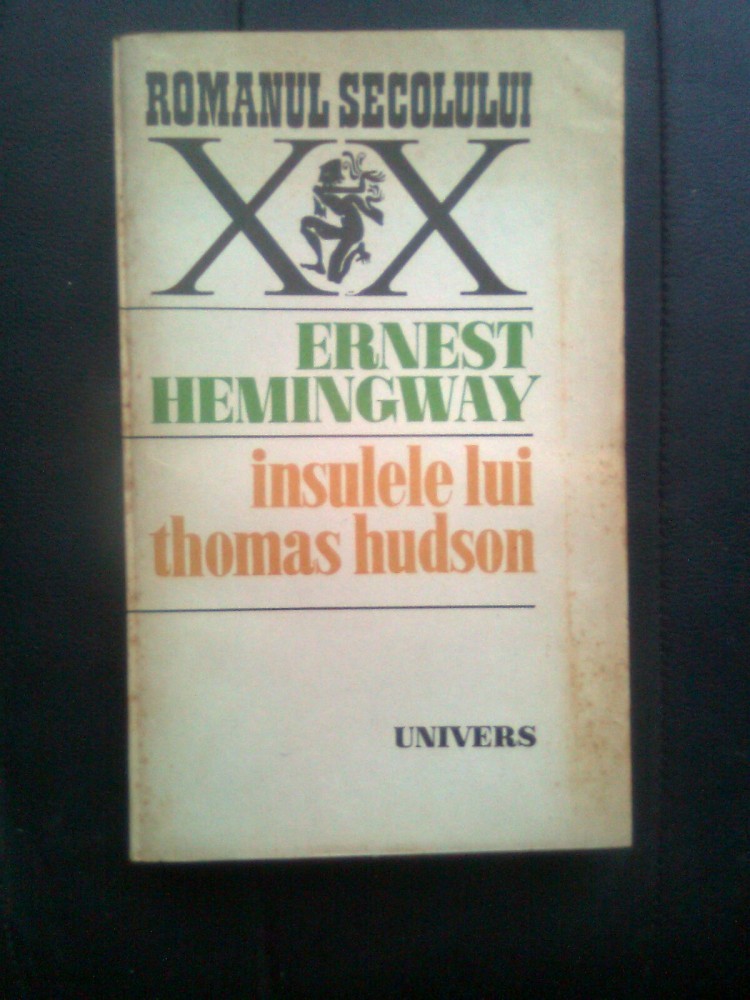 ROMANUL SECOLULUI
XX
ERNEST
HEMINGWAY
insulele lui
thomas hudson
UNIVERS